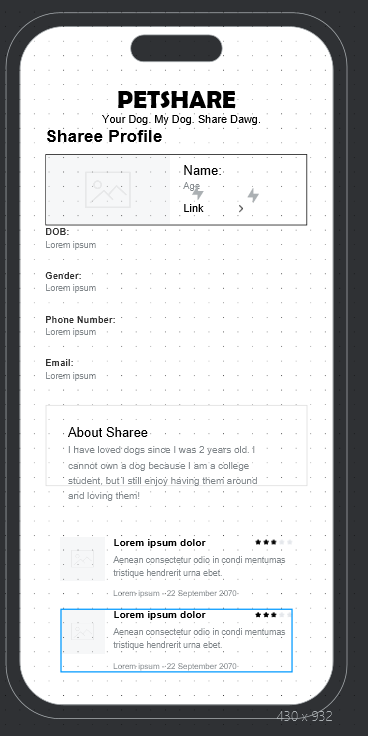 PETSHARE
Your Dog. My Dog. Share Dawg.
Sharee Profile
Name:
Age
Link
DOB:
Lorem ipsum
Gender:
Lorem ipsum
Phone Number:
Lorem ipsum
Email:
Lorem ipsum
About Sharee
I have loved dogs since I was 2 years old. I
cannot own a dog because I am a college
student, but I still enjoy having them around
and loving them!
Lorem ipsum dolor
Aenean consectetur odio in condi mentumas
tristique hendrerit urna ebet.
Lorem ipsum - 22 September 2070
Lorem ipsum dolor
Aenean consectetur odio in condi mentumas
tristique hendrerit urna ebet.
Lorem ipsum - 22 September 2070
430 x 932